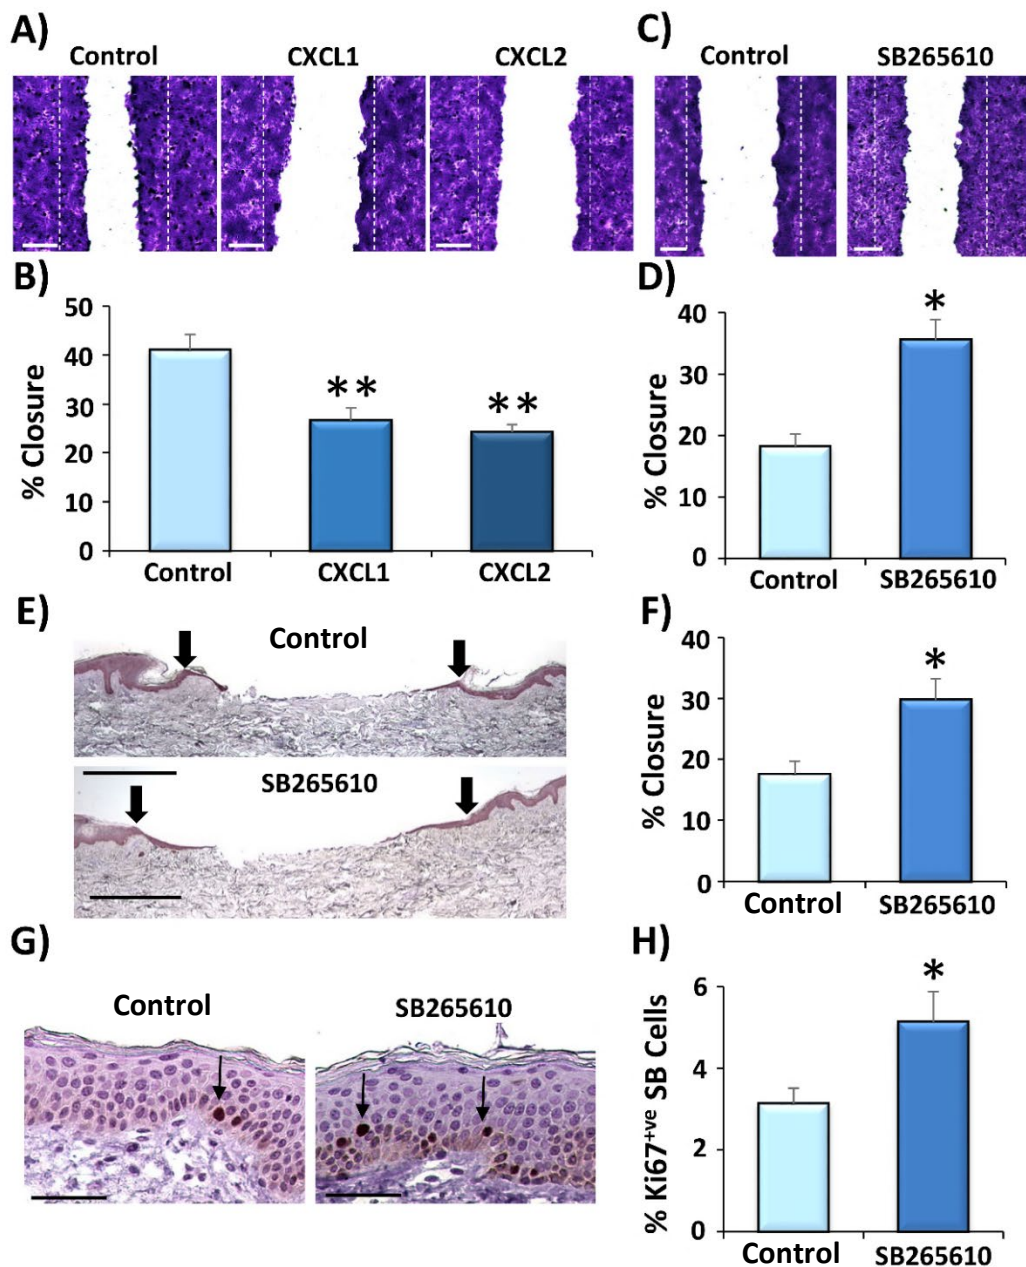 A)
Control CXCL1 CXCL2
C)
Control SB265610
B)
% Closure
50
40
30
20
10
0
** **
Control CXCL1 CXCL2
D)
% Closure
40
30
20
10
0
*
Control SB265610
E)
Control
SB265610
F)
% Closure
40
30
20
10
0
*
Control SB265610
G)
Control SB265610
H)
% Ki67+ve SB Cells
6
4
2
0
*
Control SB265610